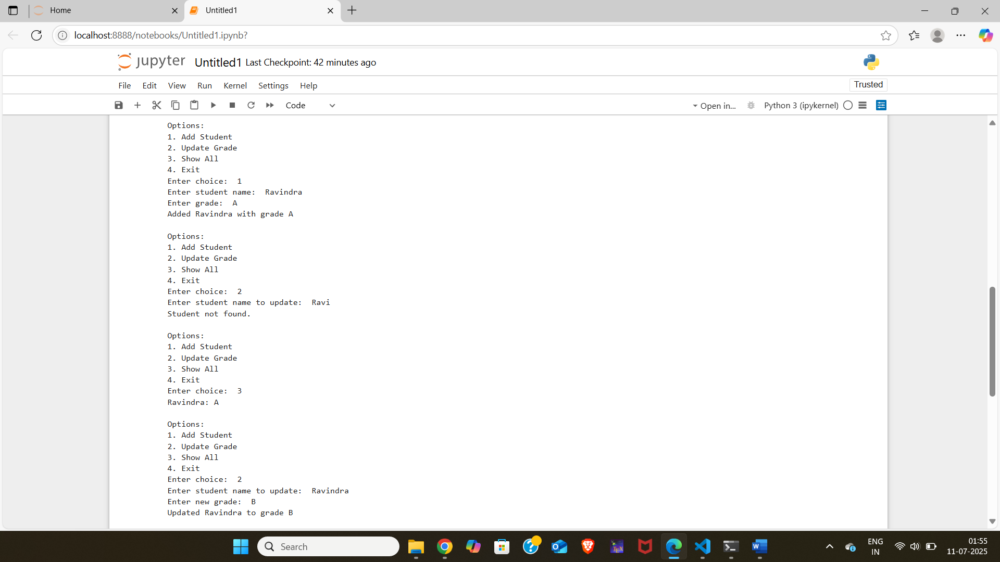 Home
Untitled1
localhost:8888/notebooks/Untitled1.ipynb?
jupyter Untitled1 Last Checkpoint: 42 minutes ago
File Edit View Run Kernel Settings Help
Trusted
Code
Open in...
Python 3 (ipykernel)
Options:
1. Add Student
2. Update Grade
3. Show All
4. Exit
Enter choice:  1
Enter student name:  Ravindra
Enter grade:  A
Added Ravindra with grade A
Options:
1. Add Student
2. Update Grade
3. Show All
4. Exit
Enter choice:  2
Enter student name to update:  Ravi
Student not found.
Options:
1. Add Student
2. Update Grade
3. Show All
4. Exit
Enter choice:  3
Ravindra: A
Options:
1. Add Student
2. Update Grade
3. Show All
4. Exit
Enter choice:  2
Enter student name to update:  Ravindra
Enter new grade:  B
Updated Ravindra to grade B
Search
TEX
ENG
IN
01:55
11-07-2025